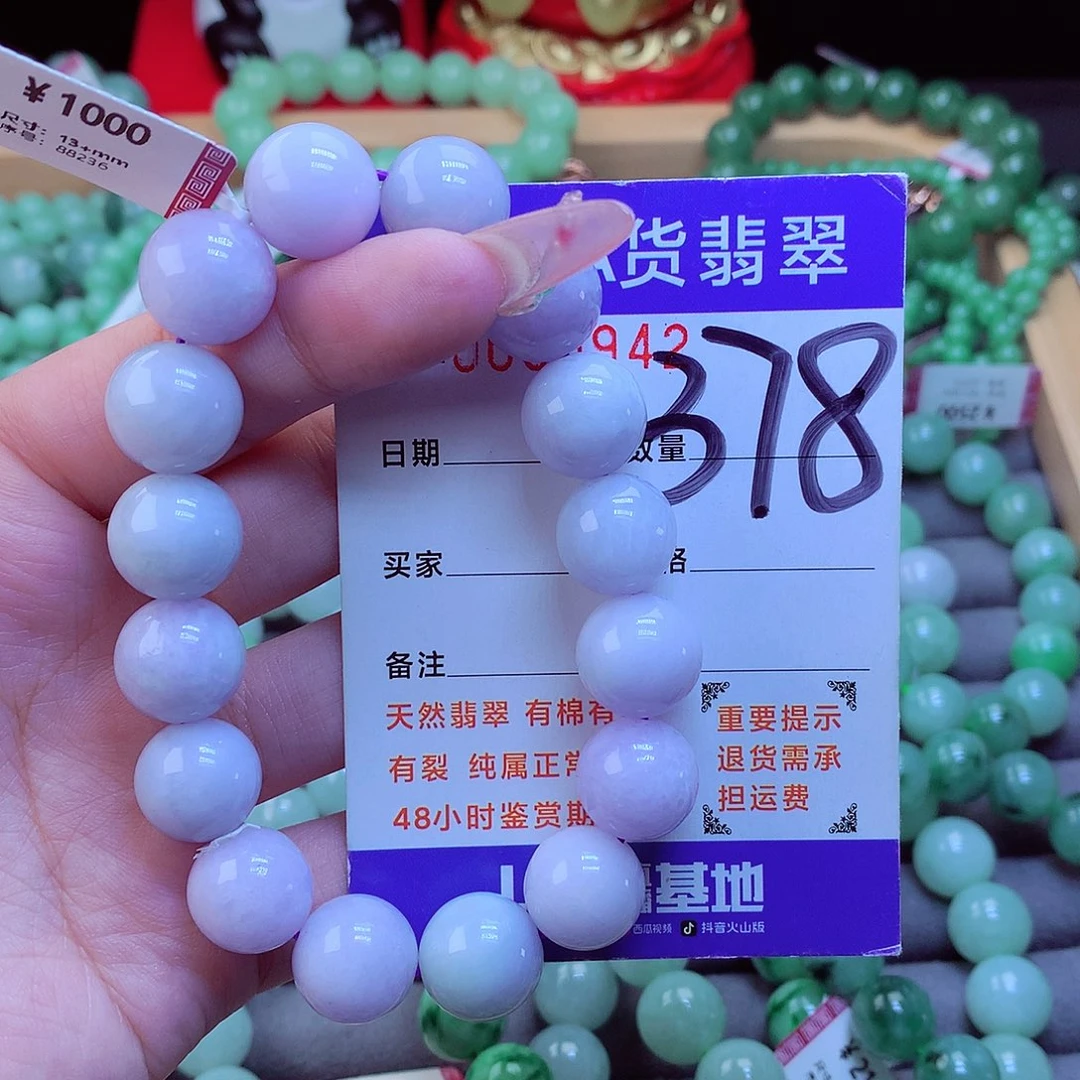 ¥1000
尺寸: 13+mm
序号: 88236
货翡翠
942
378
日期
数量
买家
格
备注
天然翡翠 有棉有
有裂 纯属正常
48小时鉴赏期
重要提示
退货需承
担运费
播基地
西瓜视频 抖音火山版
¥2500